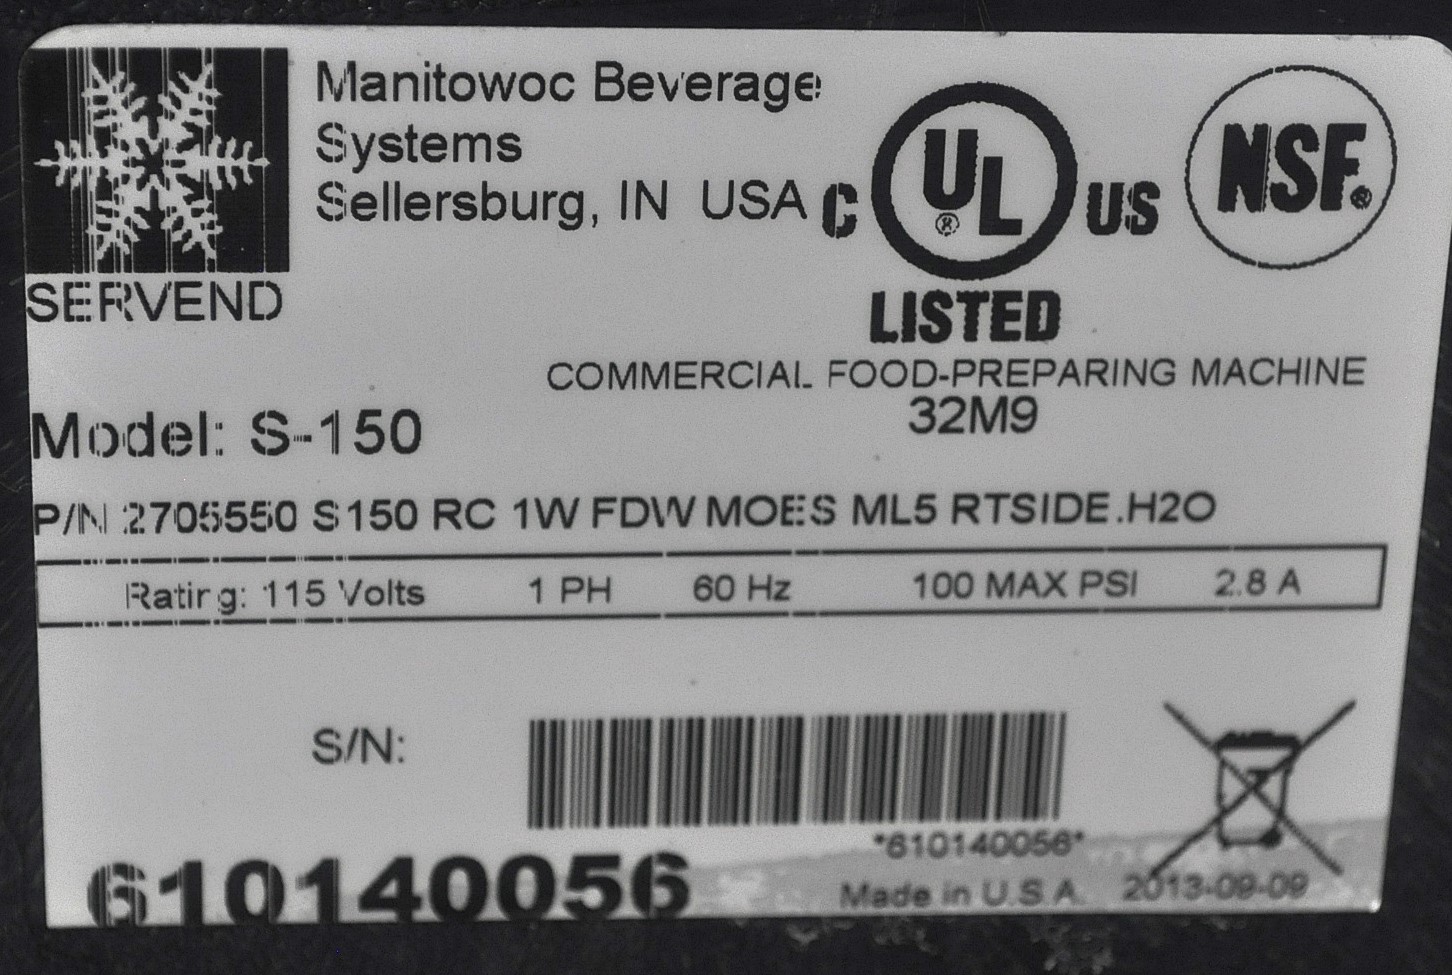 Manitowoc Beverage
Systems
Sellersburg, IN USA
SERVEND
C UL® US
LISTED
NSF®
COMMERCIAL FOOD-PREPARING MACHINE
32M9
Model: S-150
P/N 2705550 S150 RC 1W FDW MOES ML5 RTSIDE.H2O
Rating: 115 Volts 1 PH 60 Hz 100 MAX PSI 2.8 A
S/N:
*610140056*
610140056
Made in U.S.A. 2013-09-09